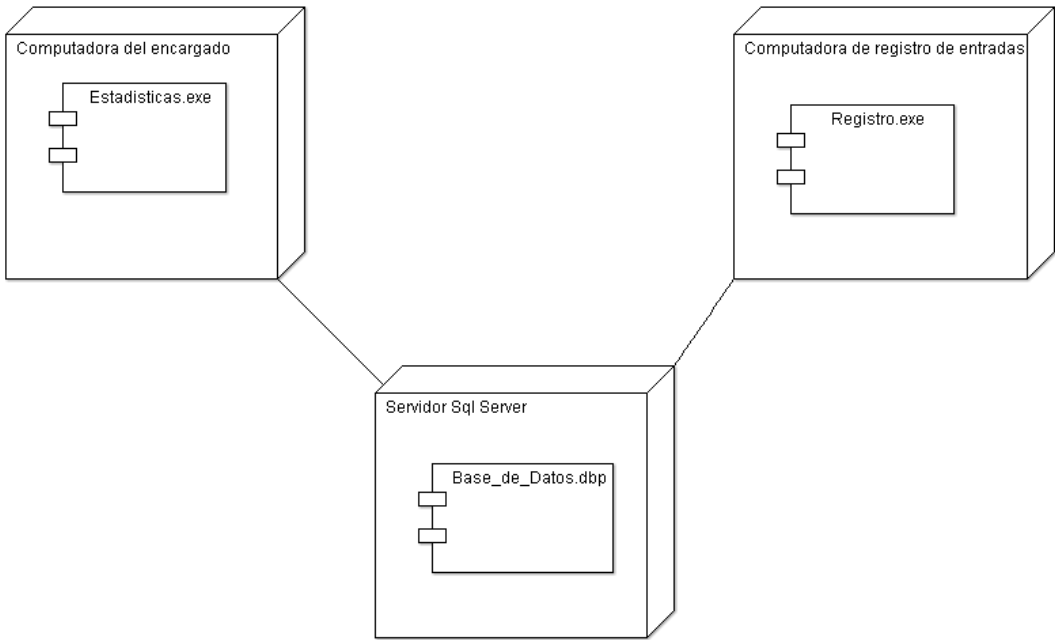 Computadora del encargado
Estadisticas.exe
Computadora de registro de entradas
Registro.exe
Servidor Sql Server
Base_de_Datos.dbp